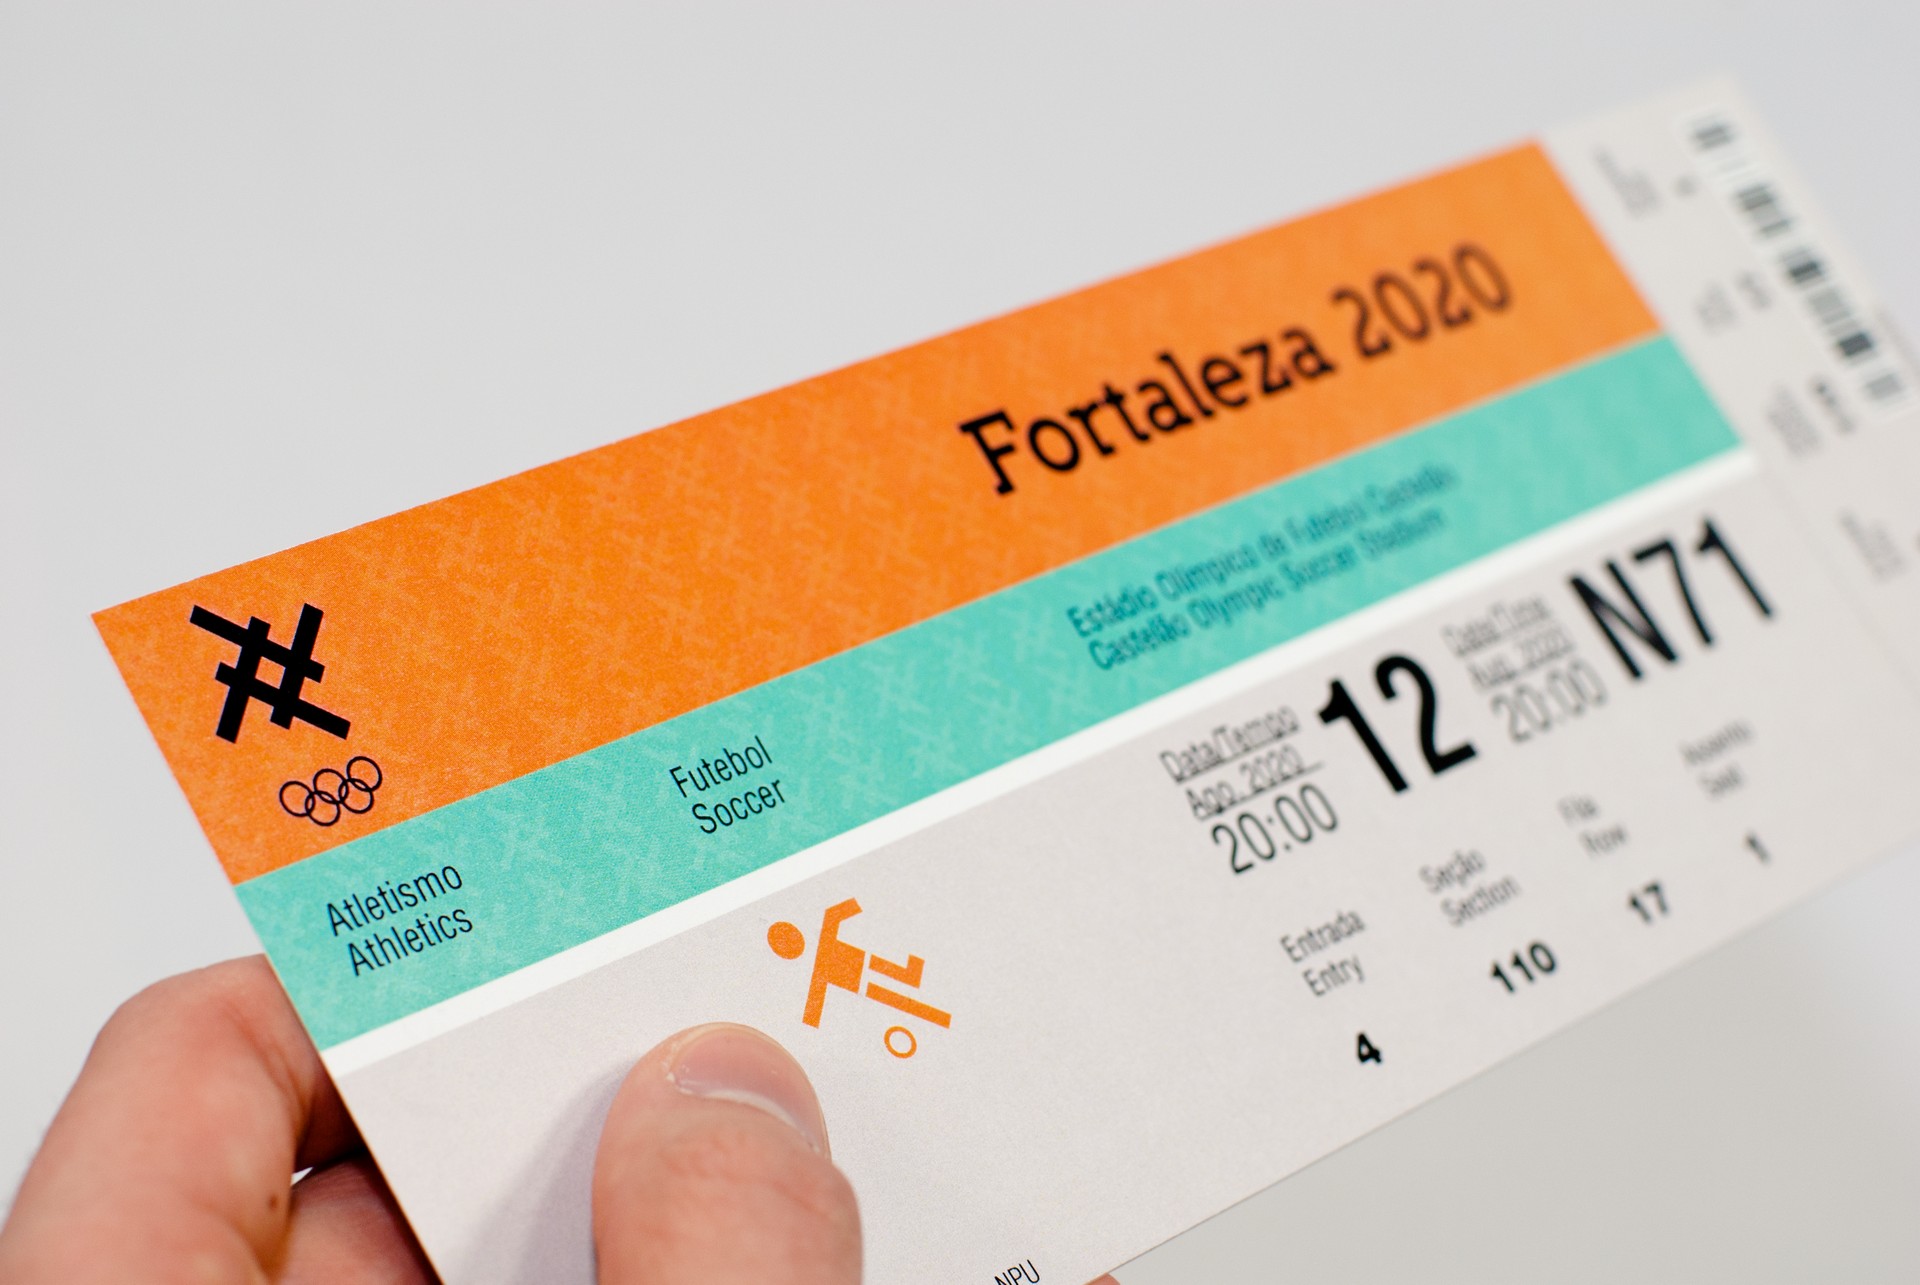 Fortaleza 2020
Atletismo
Athletics
Futebol
Soccer
Estádio Olímpico de Futebol Castelão
Castelão Olympic Soccer Stadium
Data/Tempo
Ago. 2020
20:00
12
Date/Time
Aug. 2020
20:00
N71
Entrada
Entry
4
Seção
Section
110
Fila
Row
17
Assento
Seat
1
NPU